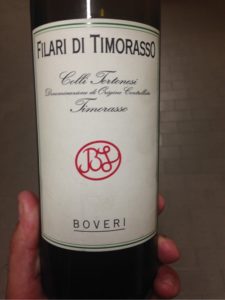 FILARI DI TIMORASSO
Colli Tortonesi
Denominazione di Origine Controllata
Timorasso
BOVERI